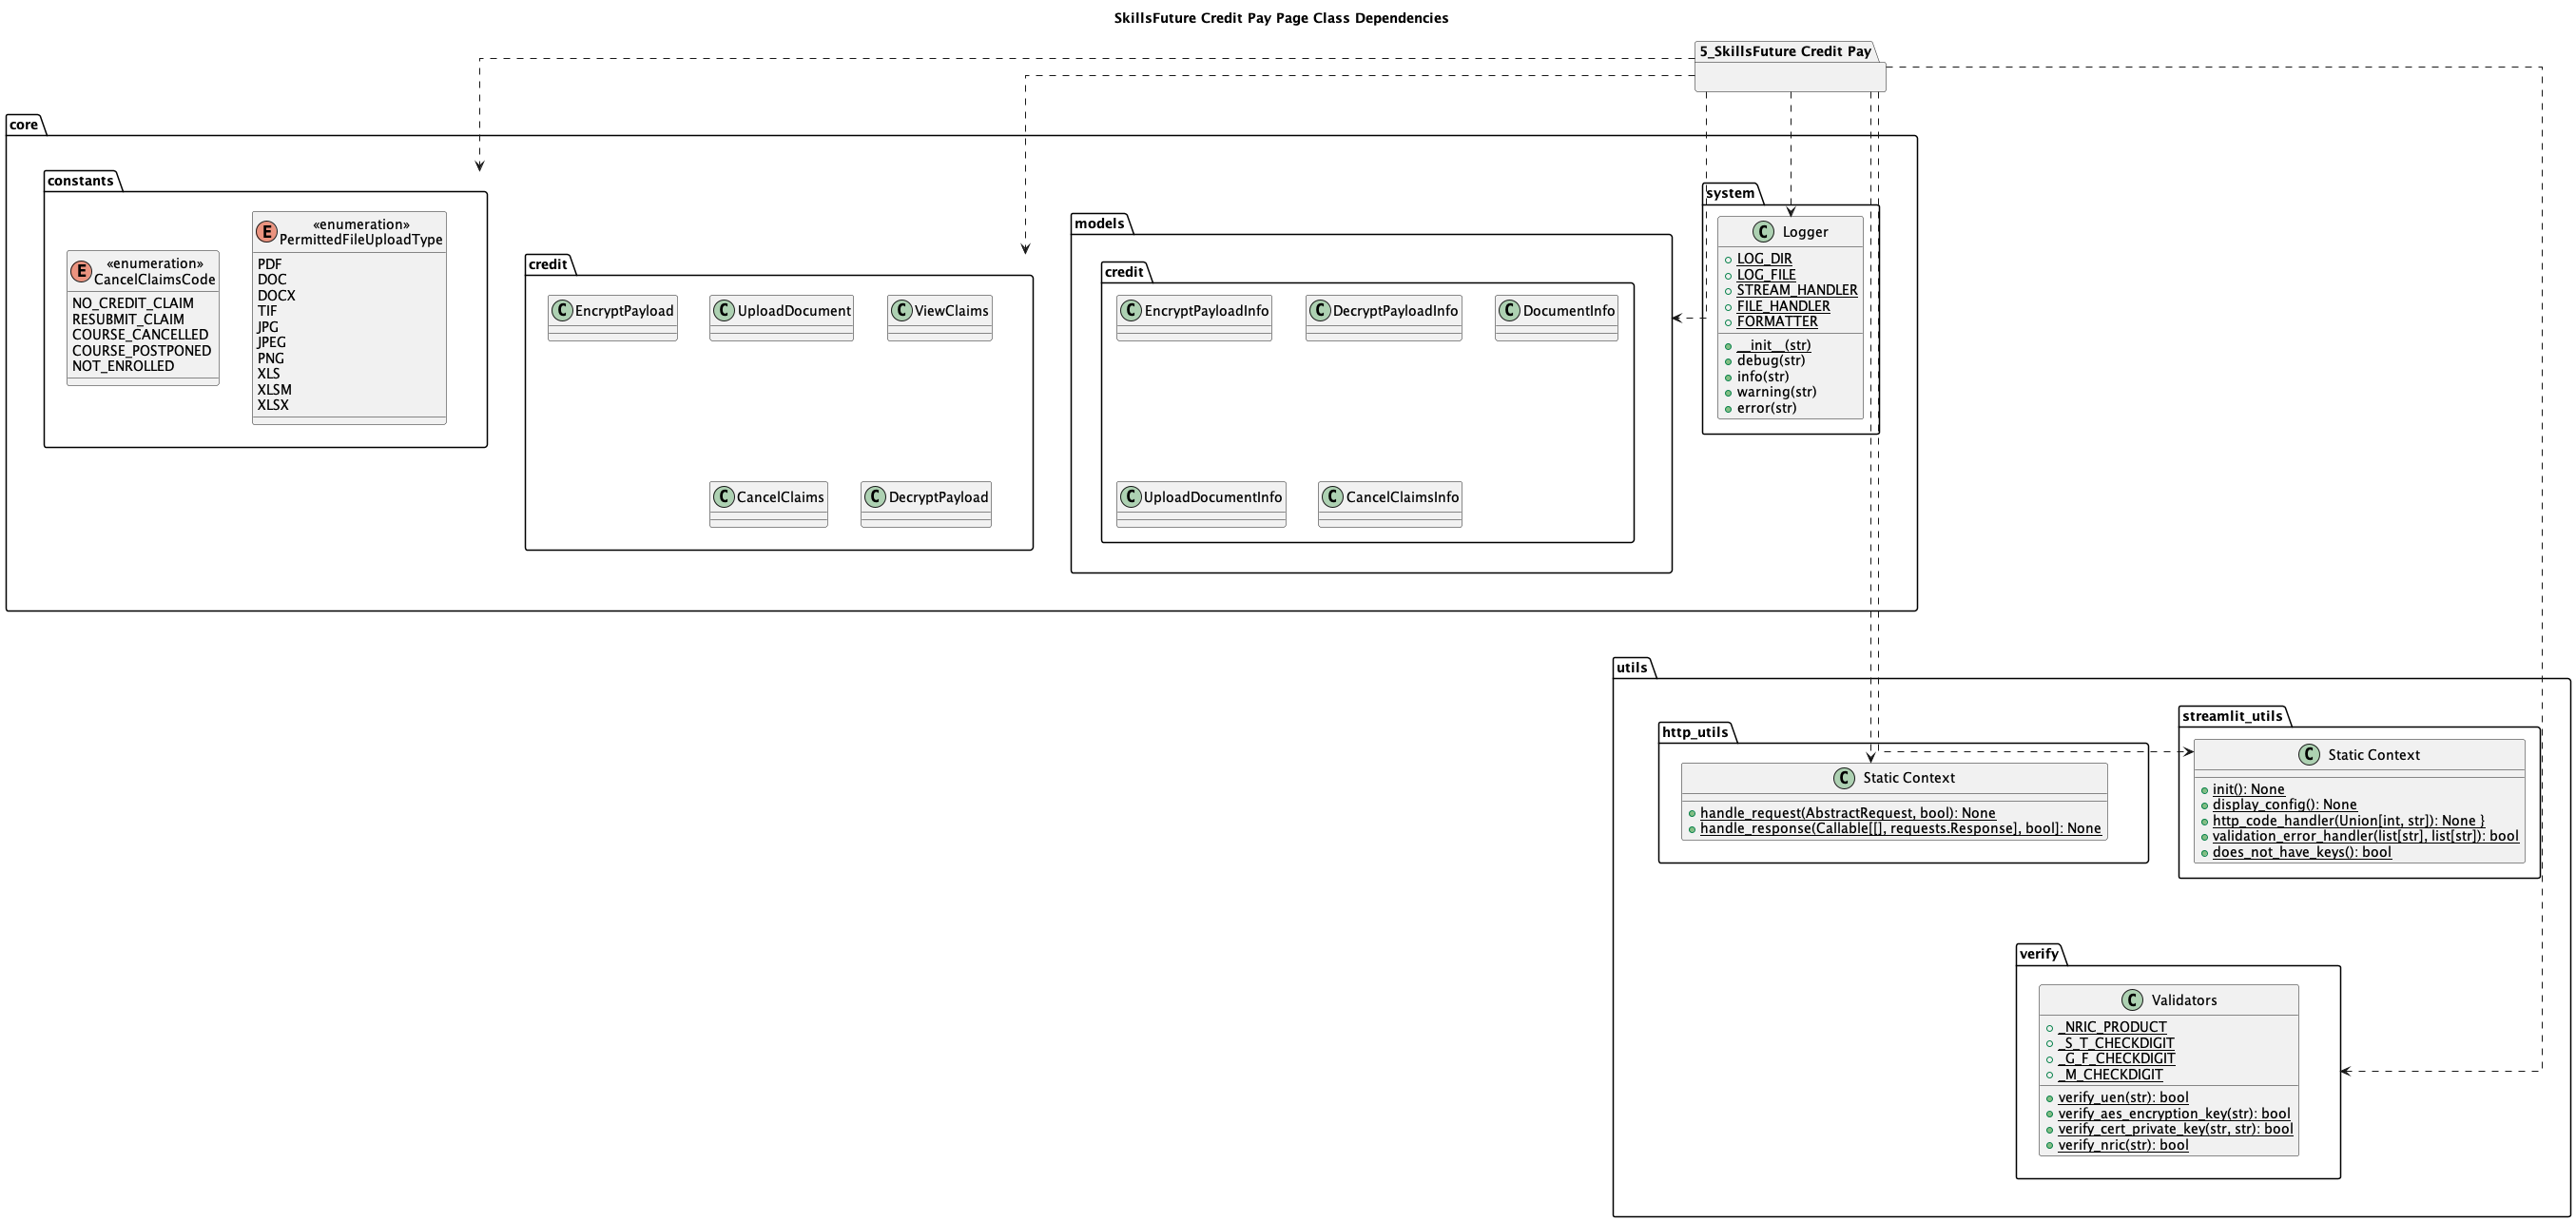 SkillsFuture Credit Pay Page Class Dependencies
5_SkillsFuture Credit Pay
core
constants
«enumeration»
CancelClaimsCode
NO_CREDIT_CLAIM
RESUBMIT_CLAIM
COURSE_CANCELLED
COURSE_POSTPONED
NOT_ENROLLED
«enumeration»
PermittedFileUploadType
PDF
DOC
DOCX
TIF
JPG
JPEG
PNG
XLS
XLSM
XLSX
credit
EncryptPayload
UploadDocument
ViewClaims
CancelClaims
DecryptPayload
models
credit
EncryptPayloadInfo
DecryptPayloadInfo
DocumentInfo
UploadDocumentInfo
CancelClaimsInfo
system
Logger
LOG_DIR
LOG_FILE
STREAM_HANDLER
FILE_HANDLER
FORMATTER
__init__(str)
debug(str)
info(str)
warning(str)
error(str)
utils
http_utils
Static Context
handle_request(AbstractRequest, bool): None
handle_response(Callable[[], requests.Response], bool]: None
streamlit_utils
Static Context
init(): None
display_config(): None
http_code_handler(Union[int, str]): None }
validation_error_handler(list[str], list[str]): bool
does_not_have_keys(): bool
verify
Validators
_NRIC_PRODUCT
_S_T_CHECKDIGIT
_G_F_CHECKDIGIT
_M_CHECKDIGIT
verify_uen(str): bool
verify_aes_encryption_key(str): bool
verify_cert_private_key(str, str): bool
verify_nric(str): bool